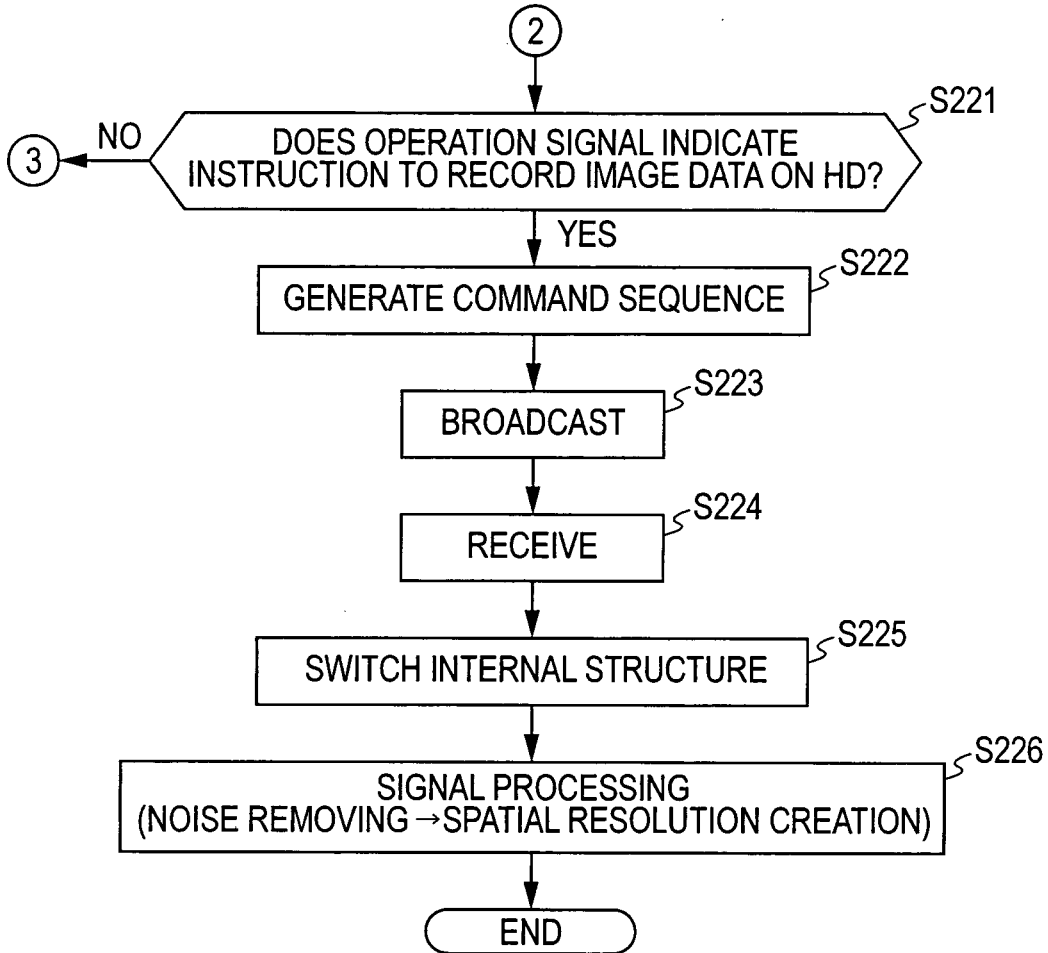 2
S221
NO
3
DOES OPERATION SIGNAL INDICATE
INSTRUCTION TO RECORD IMAGE DATA ON HD?
YES
S222
GENERATE COMMAND SEQUENCE
S223
BROADCAST
S224
RECEIVE
S225
SWITCH INTERNAL STRUCTURE
S226
SIGNAL PROCESSING
(NOISE REMOVING→SPATIAL RESOLUTION CREATION)
END